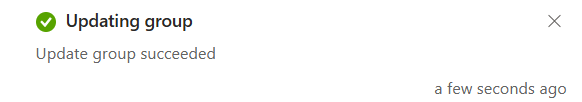 Updating group
Update group succeeded
a few seconds ago